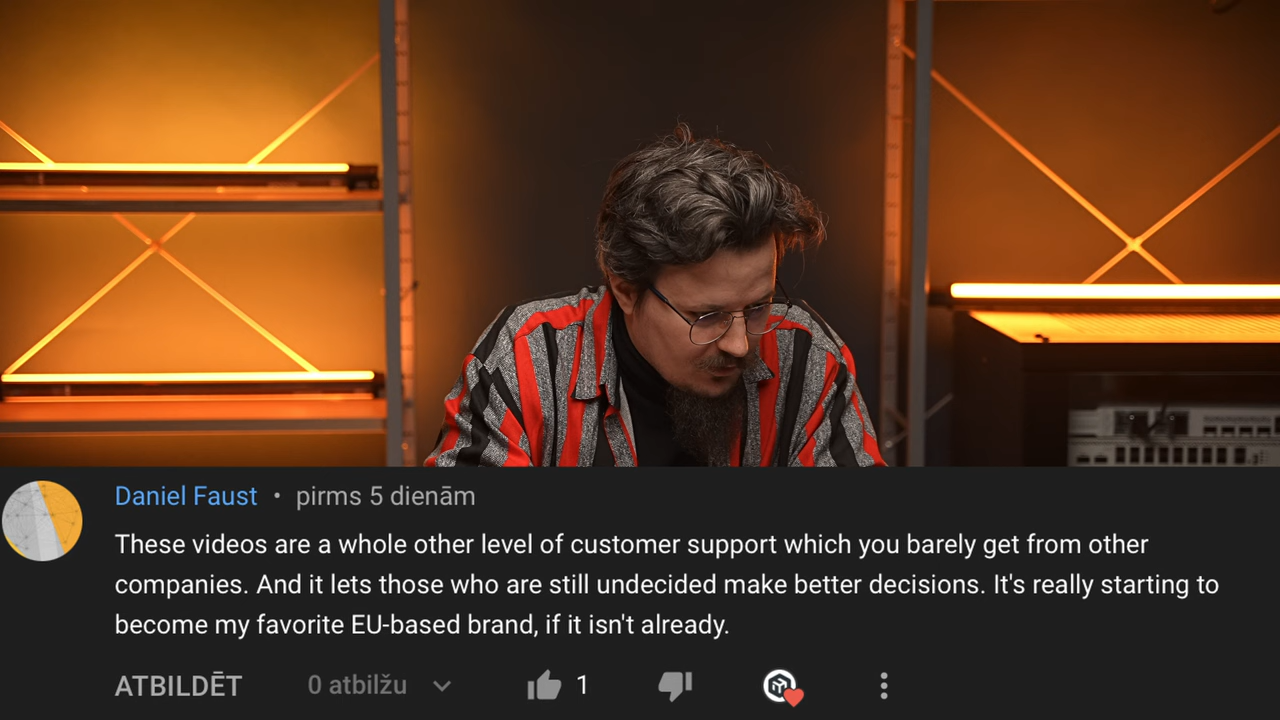 Daniel Faust • pirms 5 dienām
These videos are a whole other level of customer support which you barely get from other
companies. And it lets those who are still undecided make better decisions. It's really starting to
become my favorite EU-based brand, if it isn't already.
ATBILDĒT 0 atbilžu 1